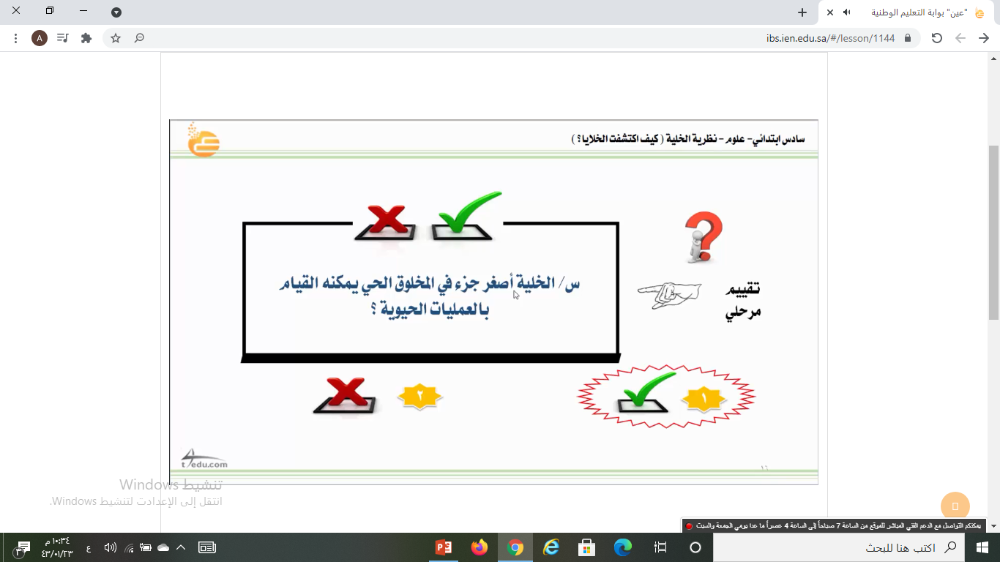 "عين" بوابة التعليم الوطنية
ibs.ien.edu.sa/#/lesson/1144
A
سادس ابتدائي- علوم - نظرية الخلية ( كيف اكتشفت الخلايا ؟ )
س/ الخلية أصغر جزء في المخلوق الحي يمكنه القيام
بالعمليات الحيوية ؟
تقييم
مرحلي
١
٢
t4edu.com
١٦
تنشيط Windows
انتقل إلى الإعدادت لتنشيط Windows.
يمكنكم التواصل مع الدعم الفني المباشر للموقع من الساعة 7 صباحاً إلى الساعة 4 عصراً ما عدا يومي الجمعة والسبت
اكتب هنا للبحث
ع
١٠:٣٤ م
٤٣/٠١/٢٣
٣